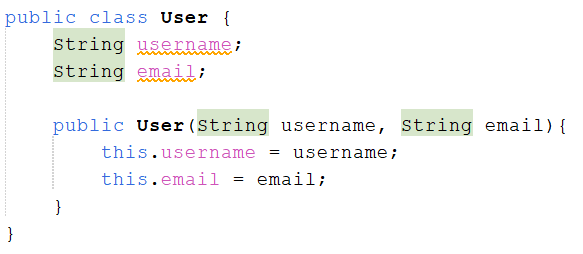 public class User {
    String username;
    String email;

    public User(String username, String email){
        this.username = username;
        this.email = email;
    }
}